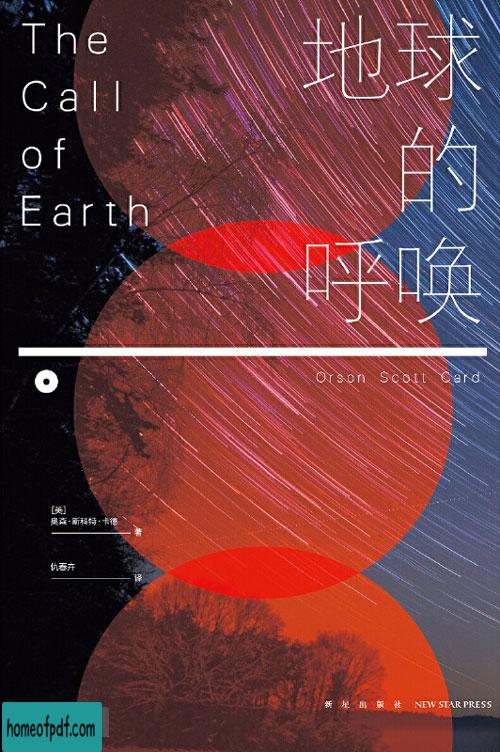 The
Call
of
Earth
地球
的
呼唤
Orson Scott Card
[美]
奥森·斯科特·卡德 著
仇春卉 译
新星出版社 NEW STAR PRESS
homeofpdf.com